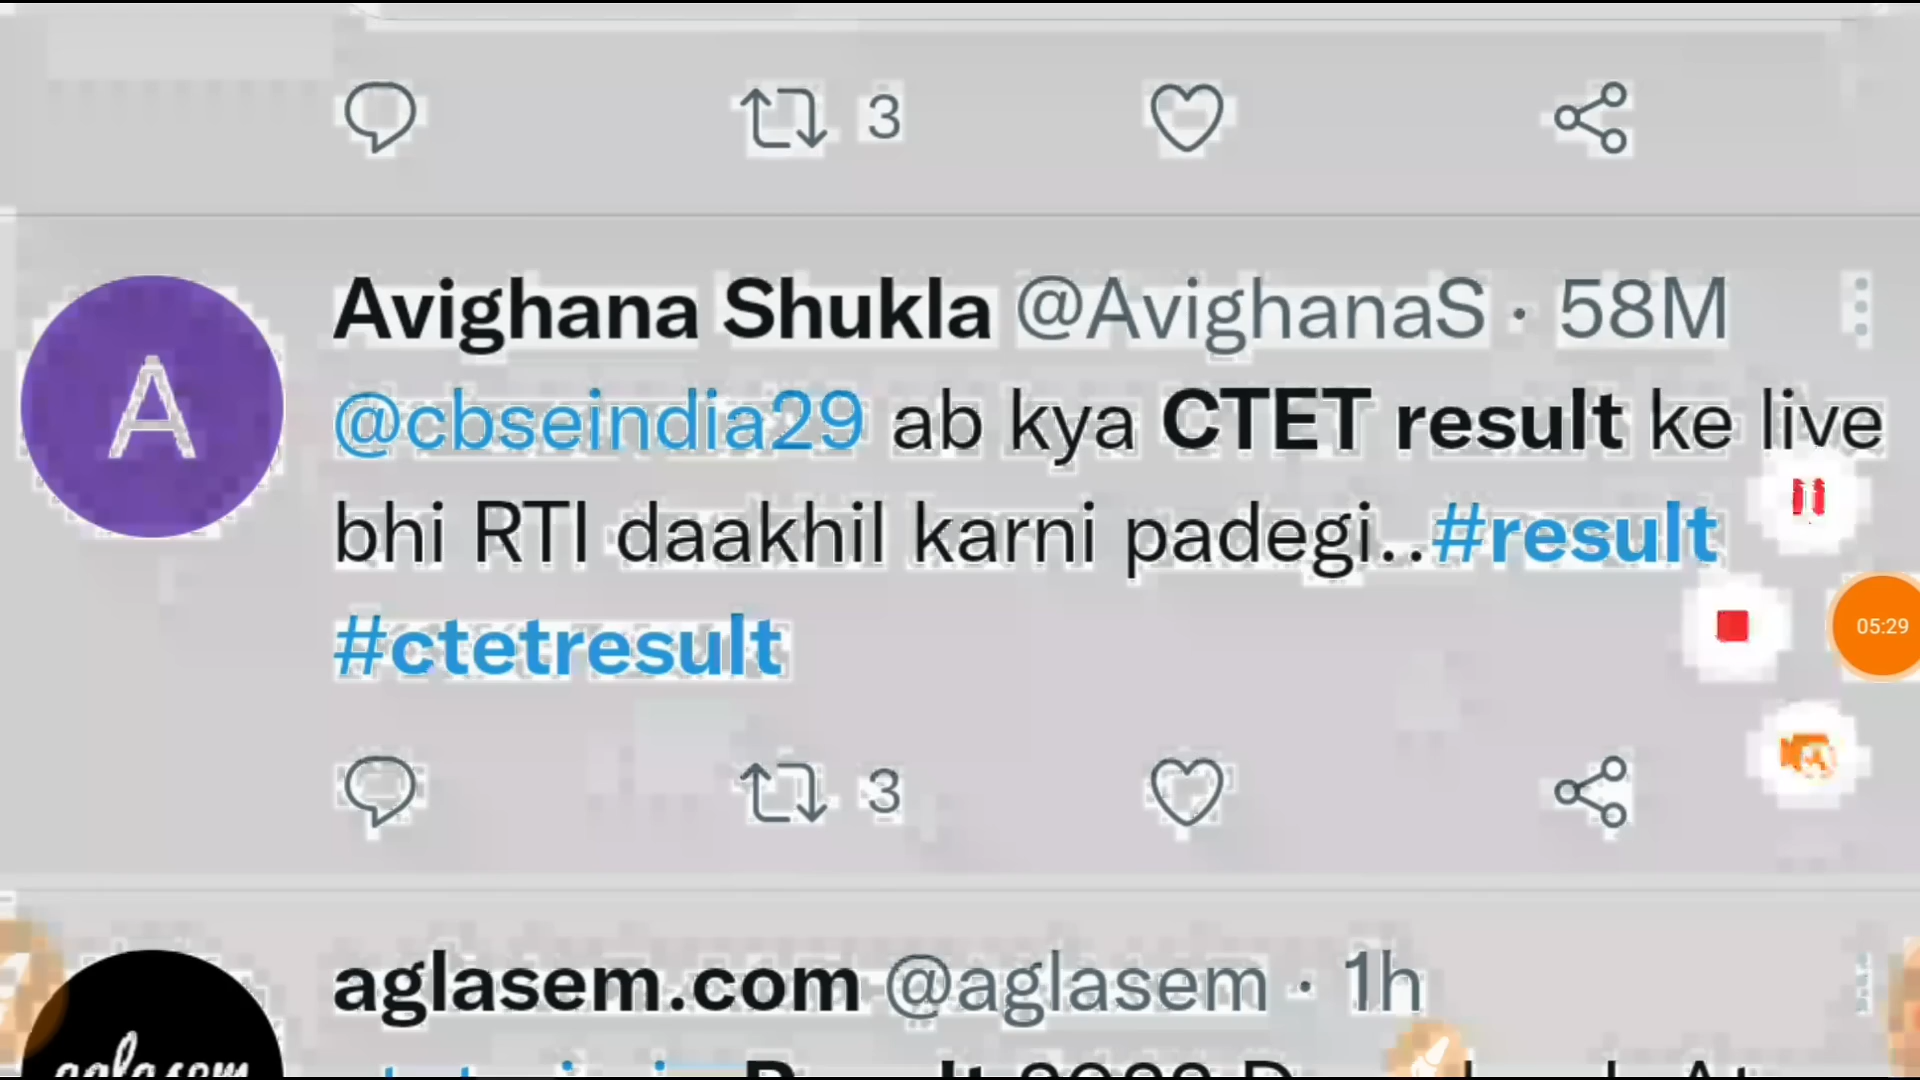 3
Avighana Shukla @AvighanaS · 58M
A
@cbseindia29 ab kya CTET result ke live
bhi RTI daakhil karni padegi..#result
#ctetresult
05:29
3
aglasem.com @aglasem · 1h
aglasem